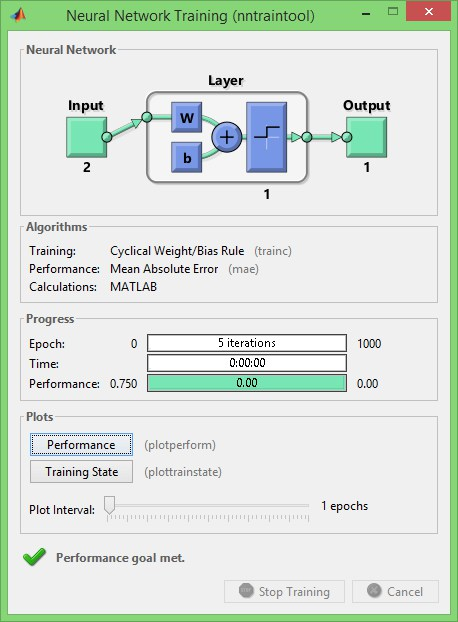 Neural Network Training (nntraintool)
Neural Network
Layer
Input
Output
W
b
+
2
1
1
Algorithms
Training: Cyclical Weight/Bias Rule (trainc)
Performance: Mean Absolute Error (mae)
Calculations: MATLAB
Progress
Epoch: 0 5 iterations 1000
Time: 0:00:00
Performance: 0.750 0.00 0.00
Plots
Performance (plotperform)
Training State (plottrainstate)
Plot Interval: 1 epochs
Performance goal met.
Stop Training Cancel